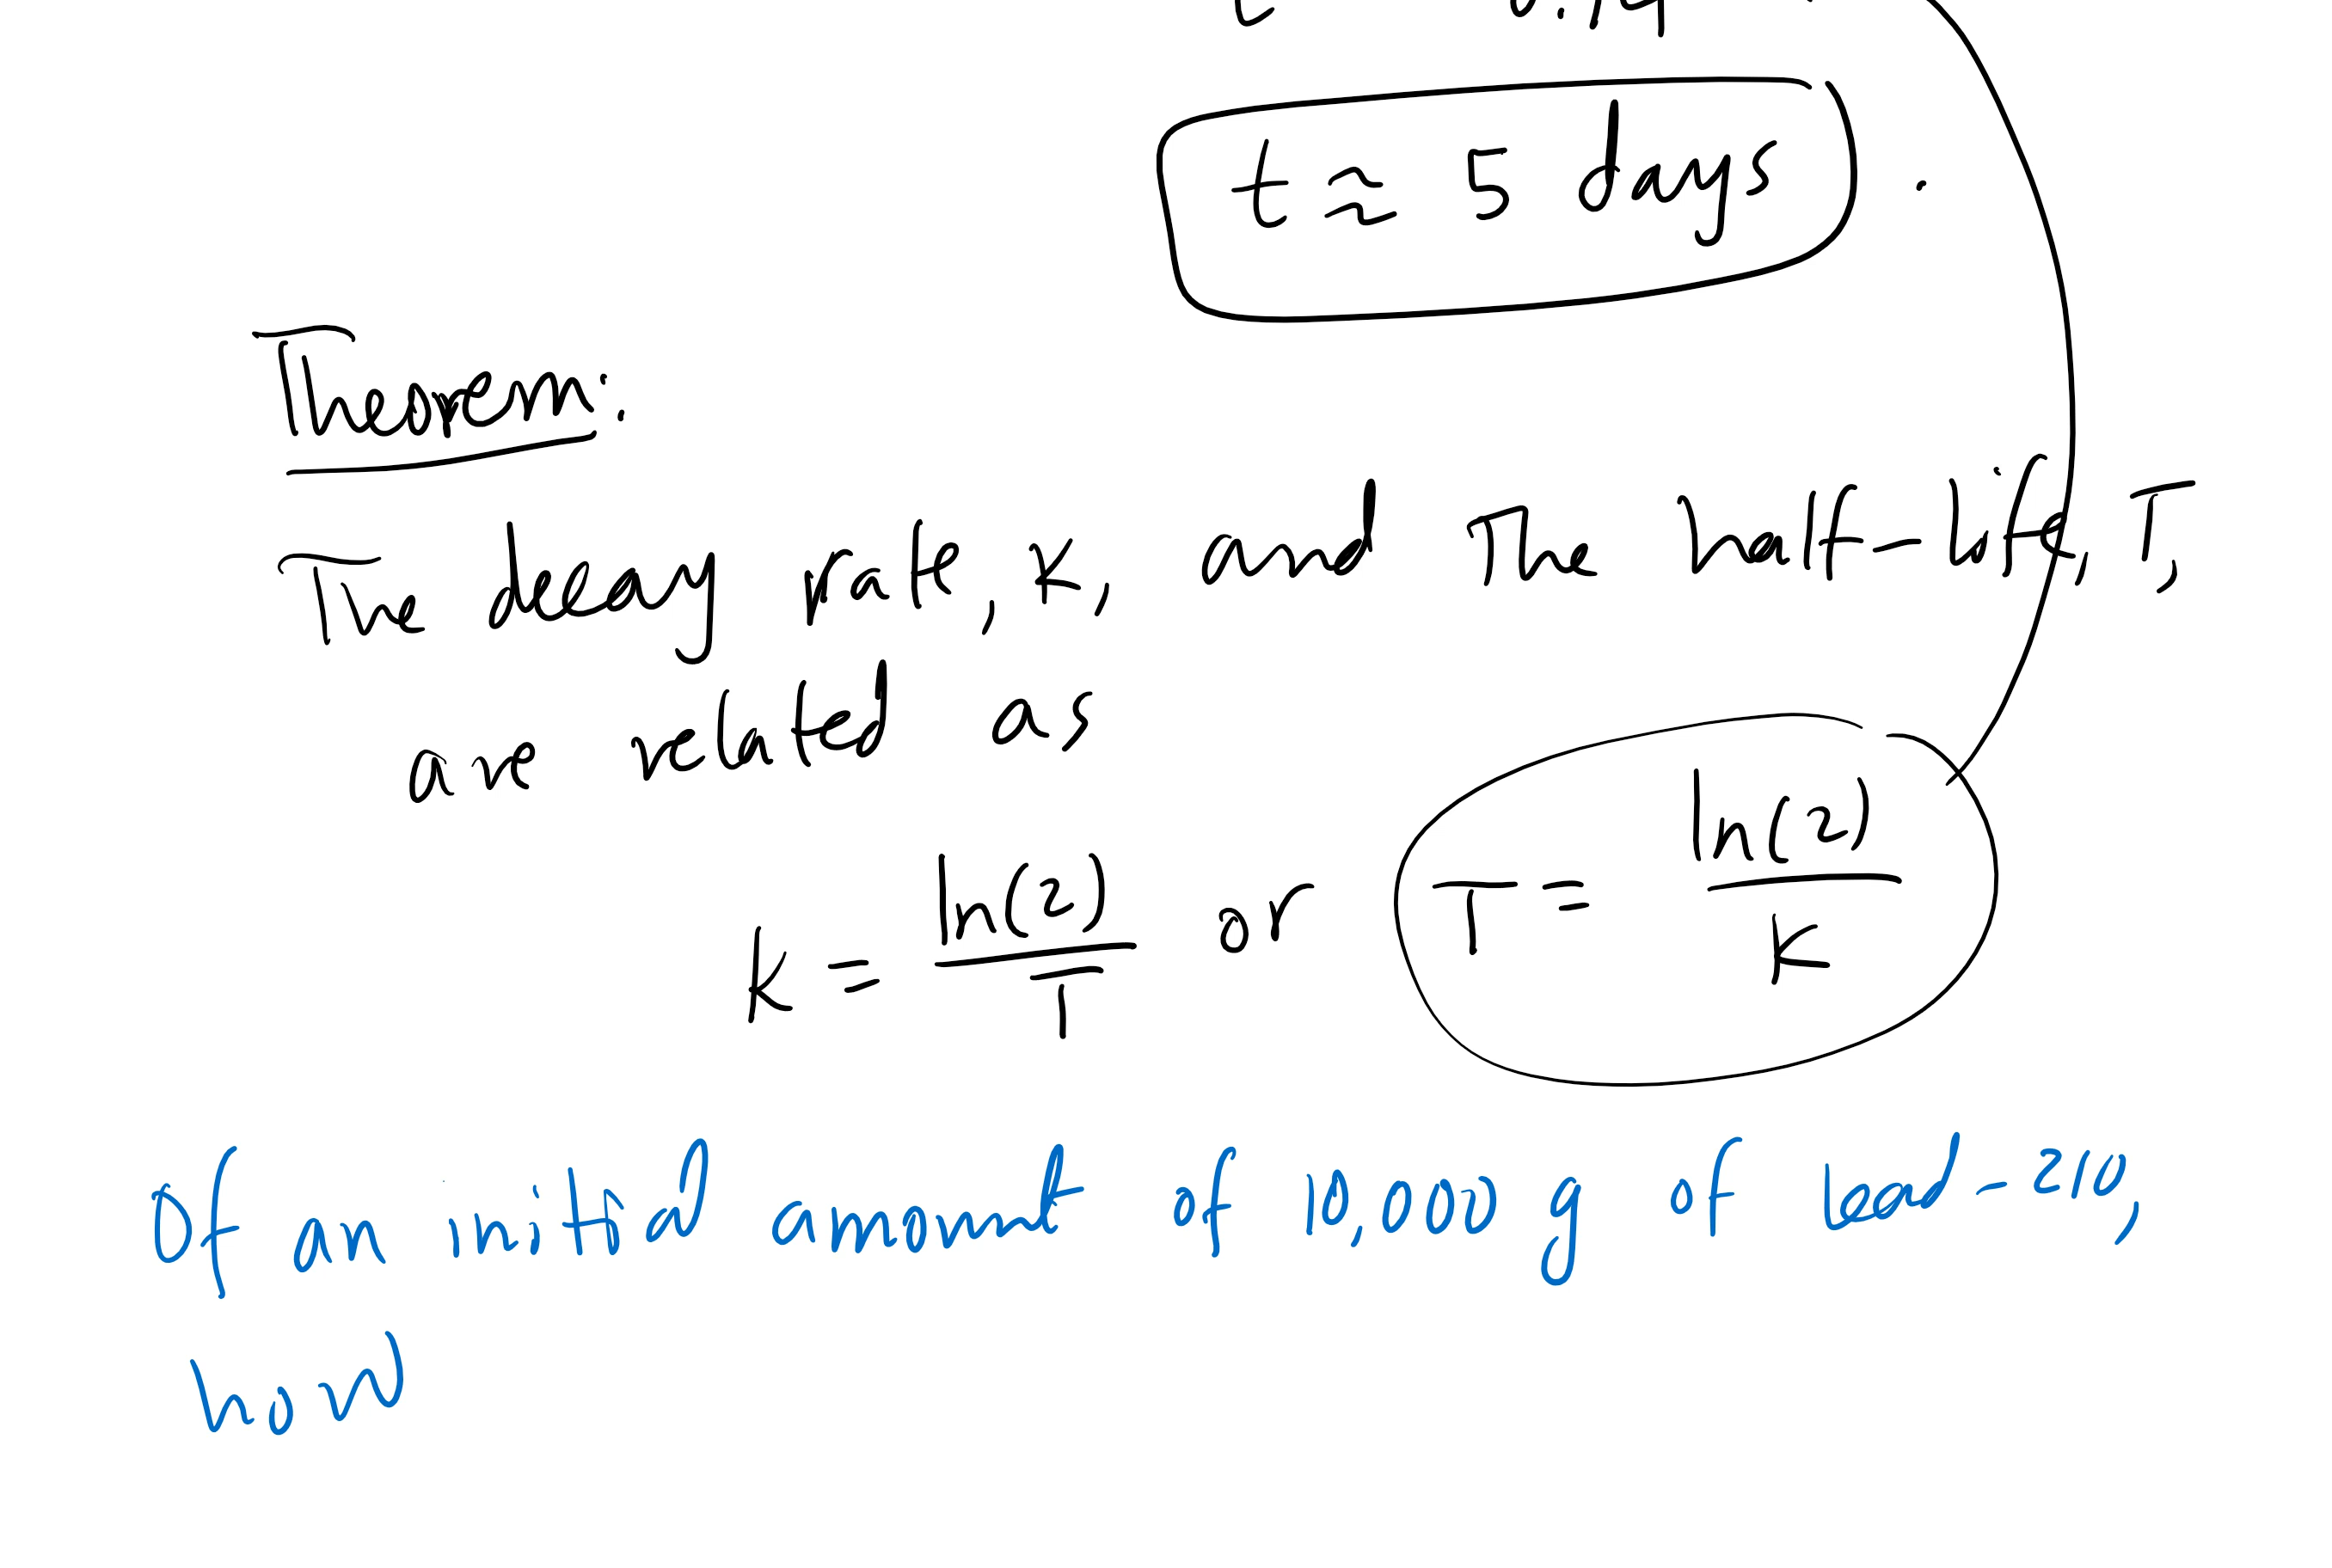 t ≈ 5 days .
Theorem:
The decay rate, k, and the half-life, T,
are related as
k = ln(2)/T or T = ln(2)/k
Of an initial amount of 10,000 g of lead-210,
how